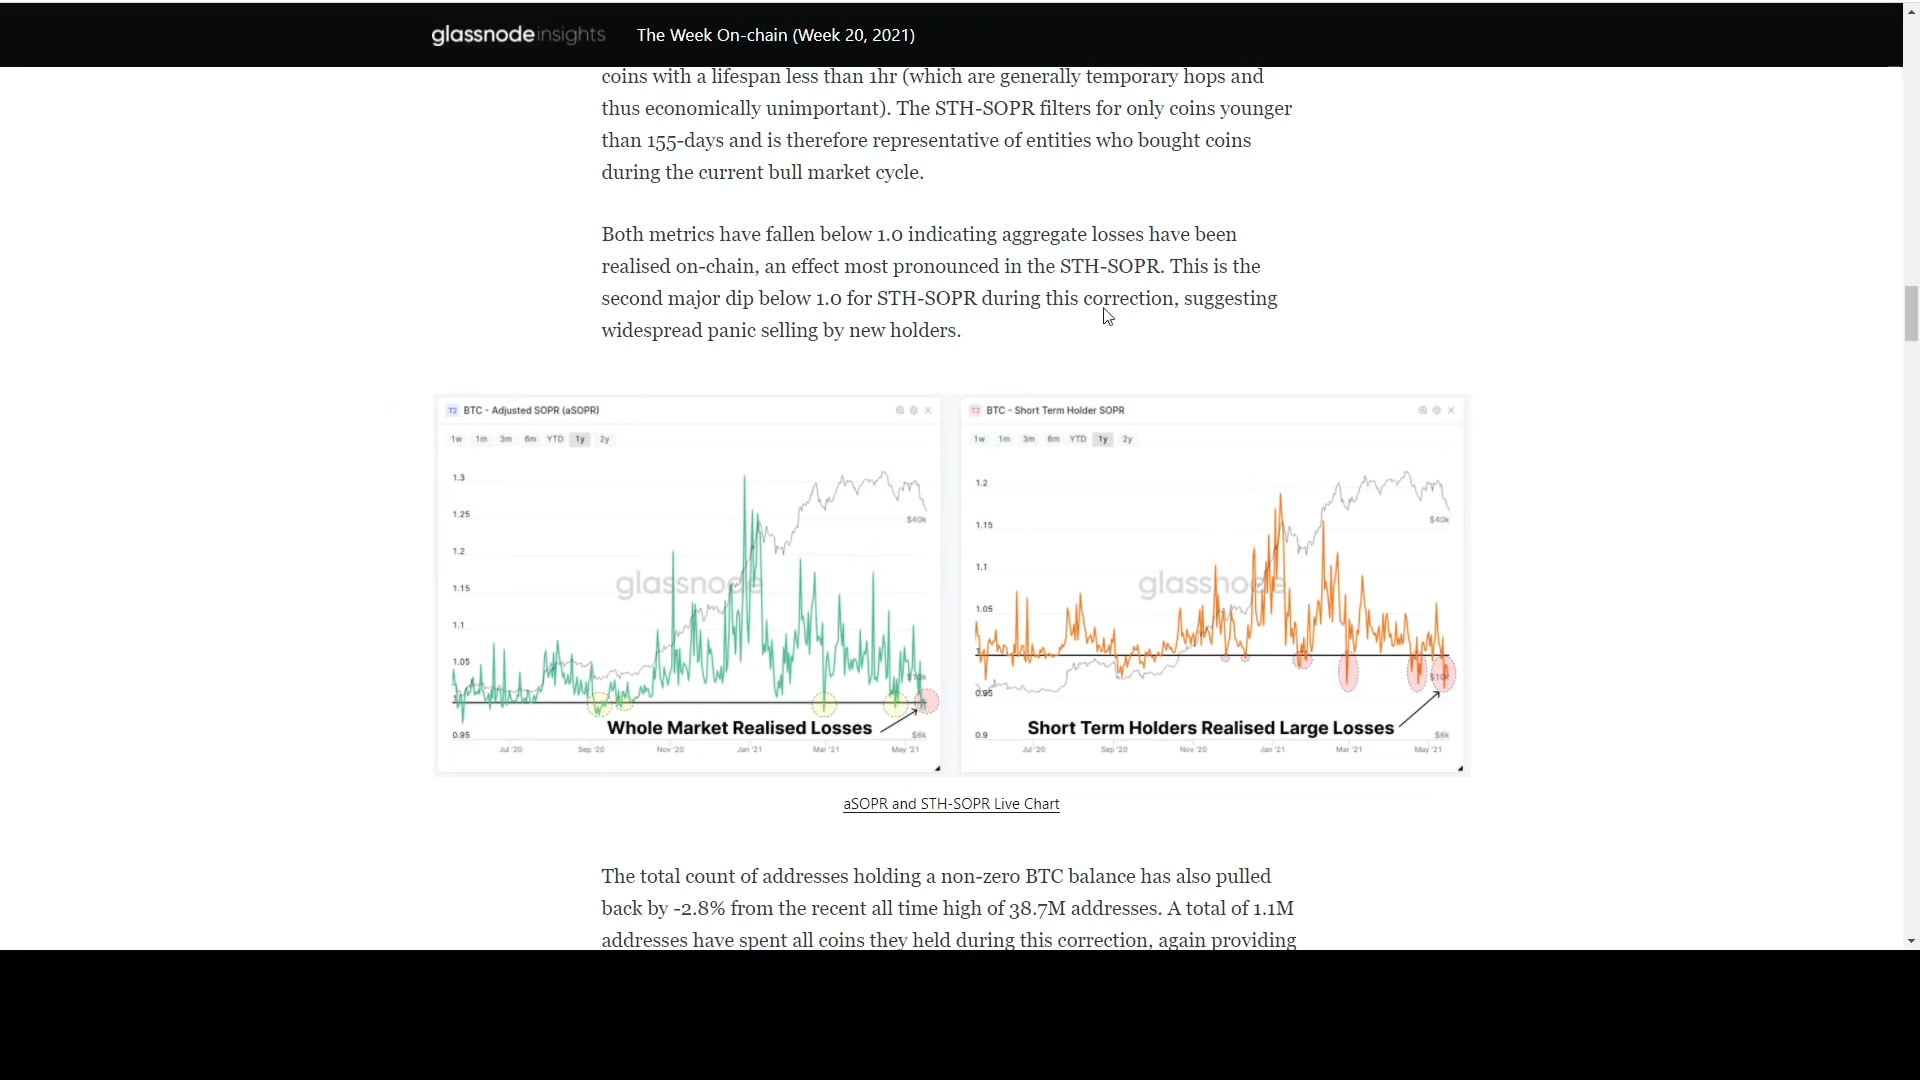 glassnode insights The Week On-chain (Week 20, 2021)
coins with a lifespan less than 1hr (which are generally temporary hops and
thus economically unimportant). The STH-SOPR filters for only coins younger
than 155-days and is therefore representative of entities who bought coins
during the current bull market cycle.
Both metrics have fallen below 1.0 indicating aggregate losses have been
realised on-chain, an effect most pronounced in the STH-SOPR. This is the
second major dip below 1.0 for STH-SOPR during this correction, suggesting
widespread panic selling by new holders.
T2 BTC - Adjusted SOPR (aSOPR)
1w 1m 3m 6m YTD 1y 2y
1.3
1.25
1.2
1.15
1.1
1.05
0.95
$40k
$6k
glassnode
Whole Market Realised Losses
Jul '20 Sep '20 Nov '20 Jan '21 Mar '21 May '21
T3 BTC - Short Term Holder SOPR
1w 1m 3m 6m YTD 1y 2y
1.2
1.15
1.1
1.05
1
0.95
0.9
$40k
$10k
$6k
glassnode
Short Term Holders Realised Large Losses
Jul '20 Sep '20 Nov '20 Jan '21 Mar '21 May '21
aSOPR and STH-SOPR Live Chart
The total count of addresses holding a non-zero BTC balance has also pulled
back by -2.8% from the recent all time high of 38.7M addresses. A total of 1.1M
addresses have spent all coins they held during this correction, again providing